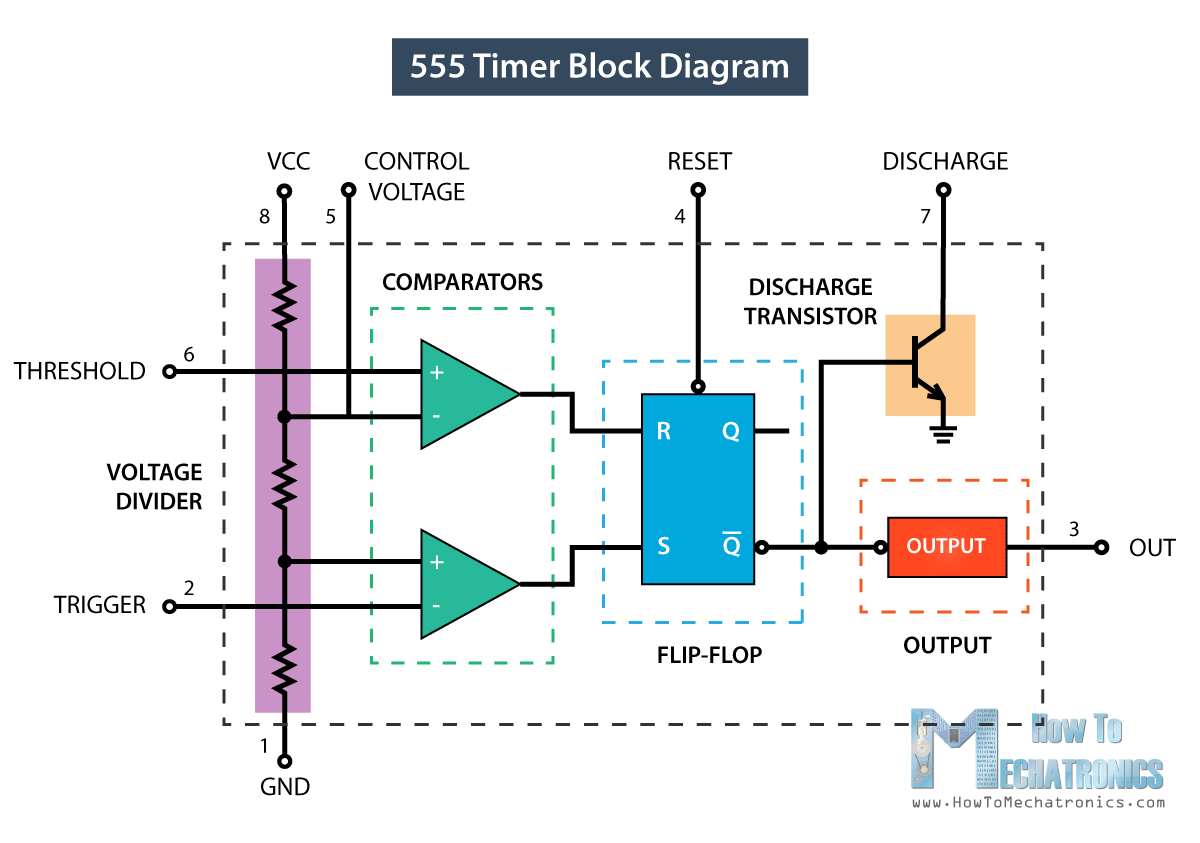 555 Timer Block Diagram
VCC
CONTROL
VOLTAGE
RESET
DISCHARGE
8
5
4
7
COMPARATORS
DISCHARGE
TRANSISTOR
THRESHOLD
6
+
-
R
Q
VOLTAGE
DIVIDER
+
-
S
Q̅
OUTPUT
3
OUT
TRIGGER
2
FLIP-FLOP
OUTPUT
1
GND
How To
MECHATRONICS
www.HowToMechatronics.com